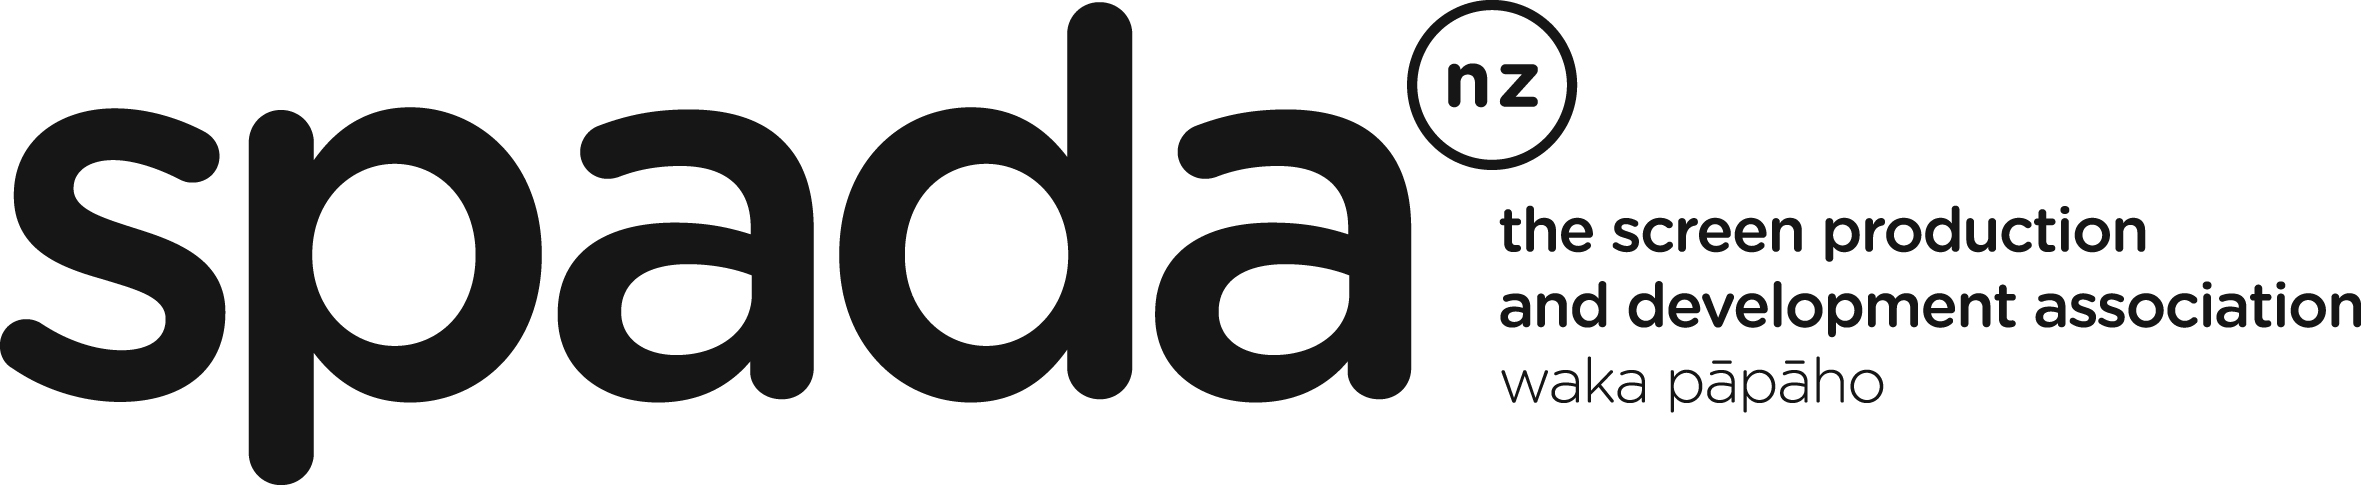 spada
nz
the screen production
and development association
waka pāpāho